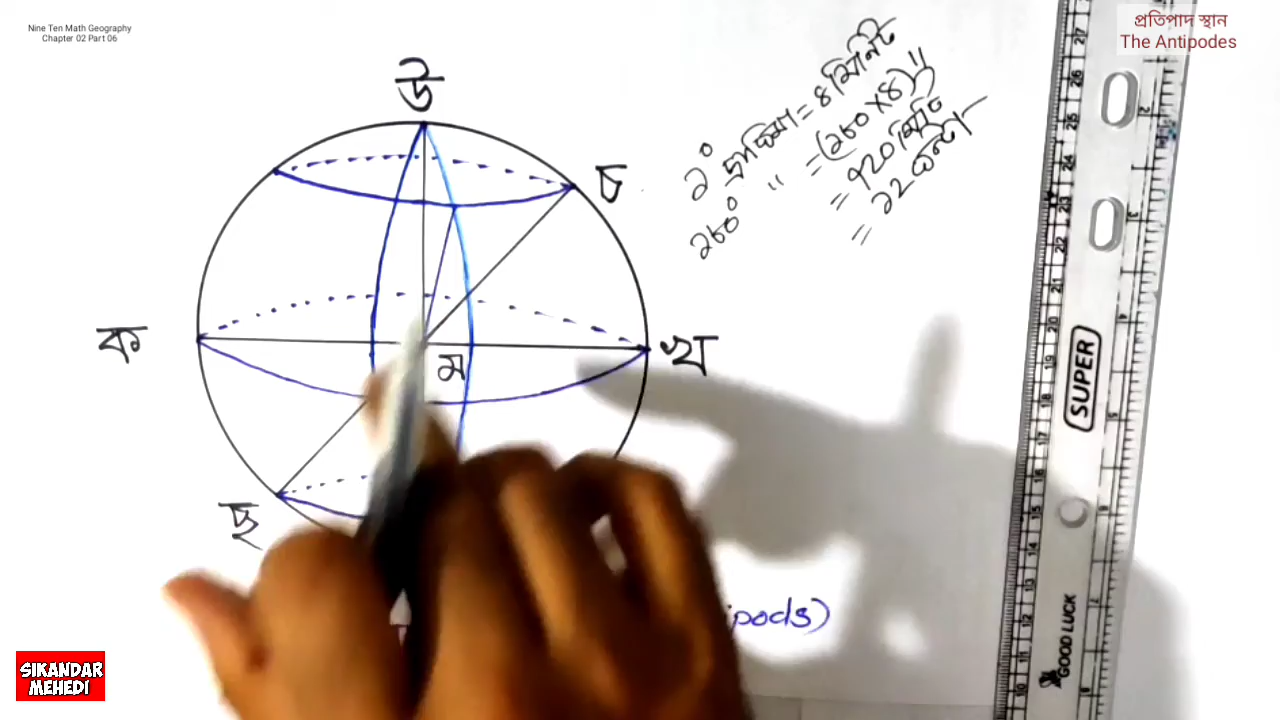 Nine Ten Math Geography
Chapter 02 Part 06
প্রতিপাদ স্থান
The Antipodes
উ
চ
ক
ম
খ
ছ
১° দ্রাঘিমা = ৪ মিনিট
১৮০° " = (১৮০ × ৪) "
= ৭২০ মিনিট
= ১২ ঘন্টা
ipods)
SUPER
GOOD LUCK
SIKANDAR
MEHEDI